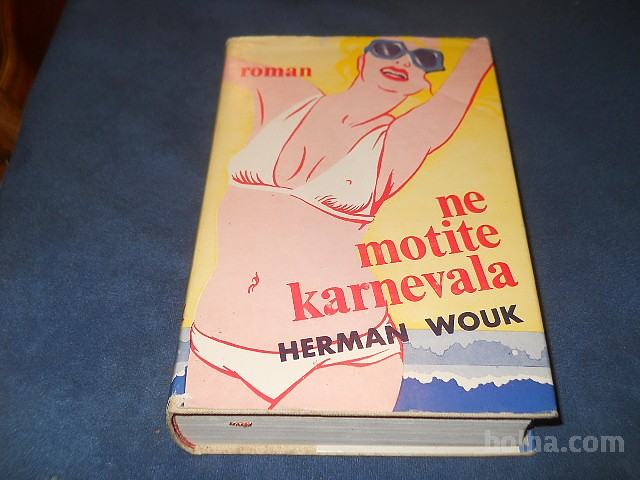 roman
ne
motite
karnevala
HERMAN WOUK
bolha.com